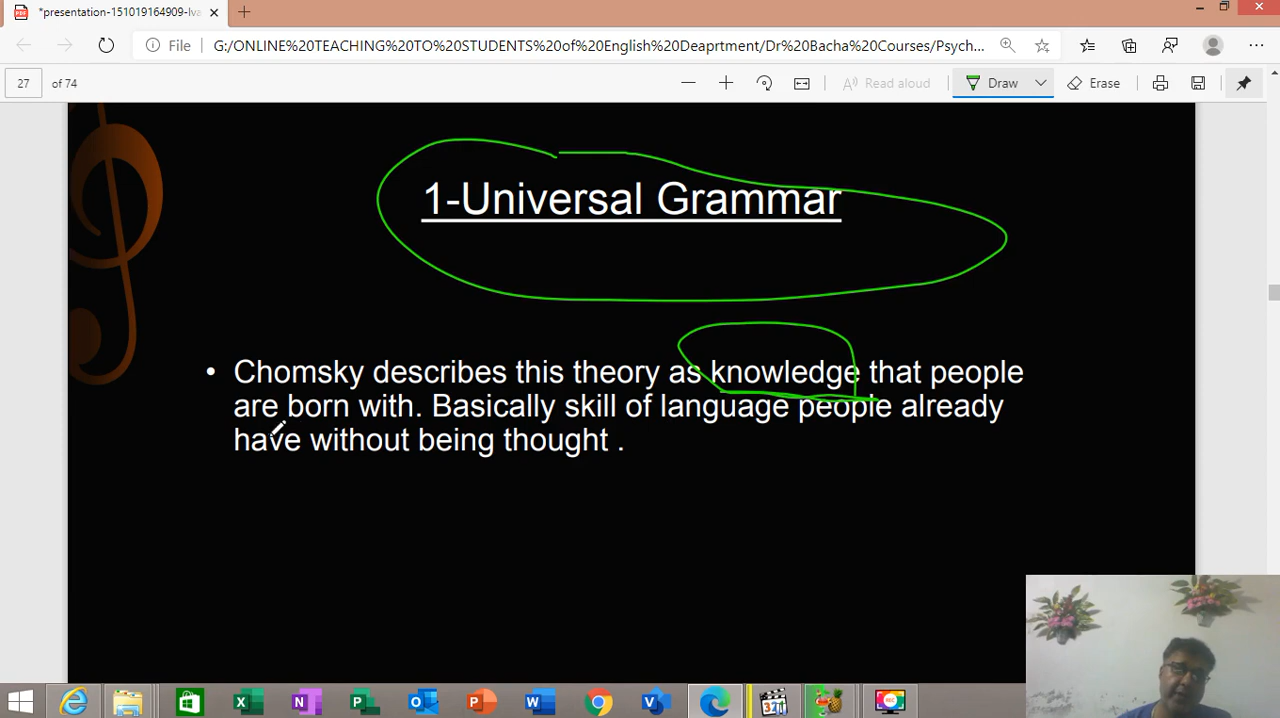 *presentation-151019164909-lva
File
G:/ONLINE%20TEACHING%20TO%20STUDENTS%20of%20English%20Deaprtment/Dr%20Bacha%20Courses/Psych...
27 of 74
Read aloud
Draw
Erase
1-Universal Grammar
• Chomsky describes this theory as knowledge that people
are born with. Basically skill of language people already
have without being thought .